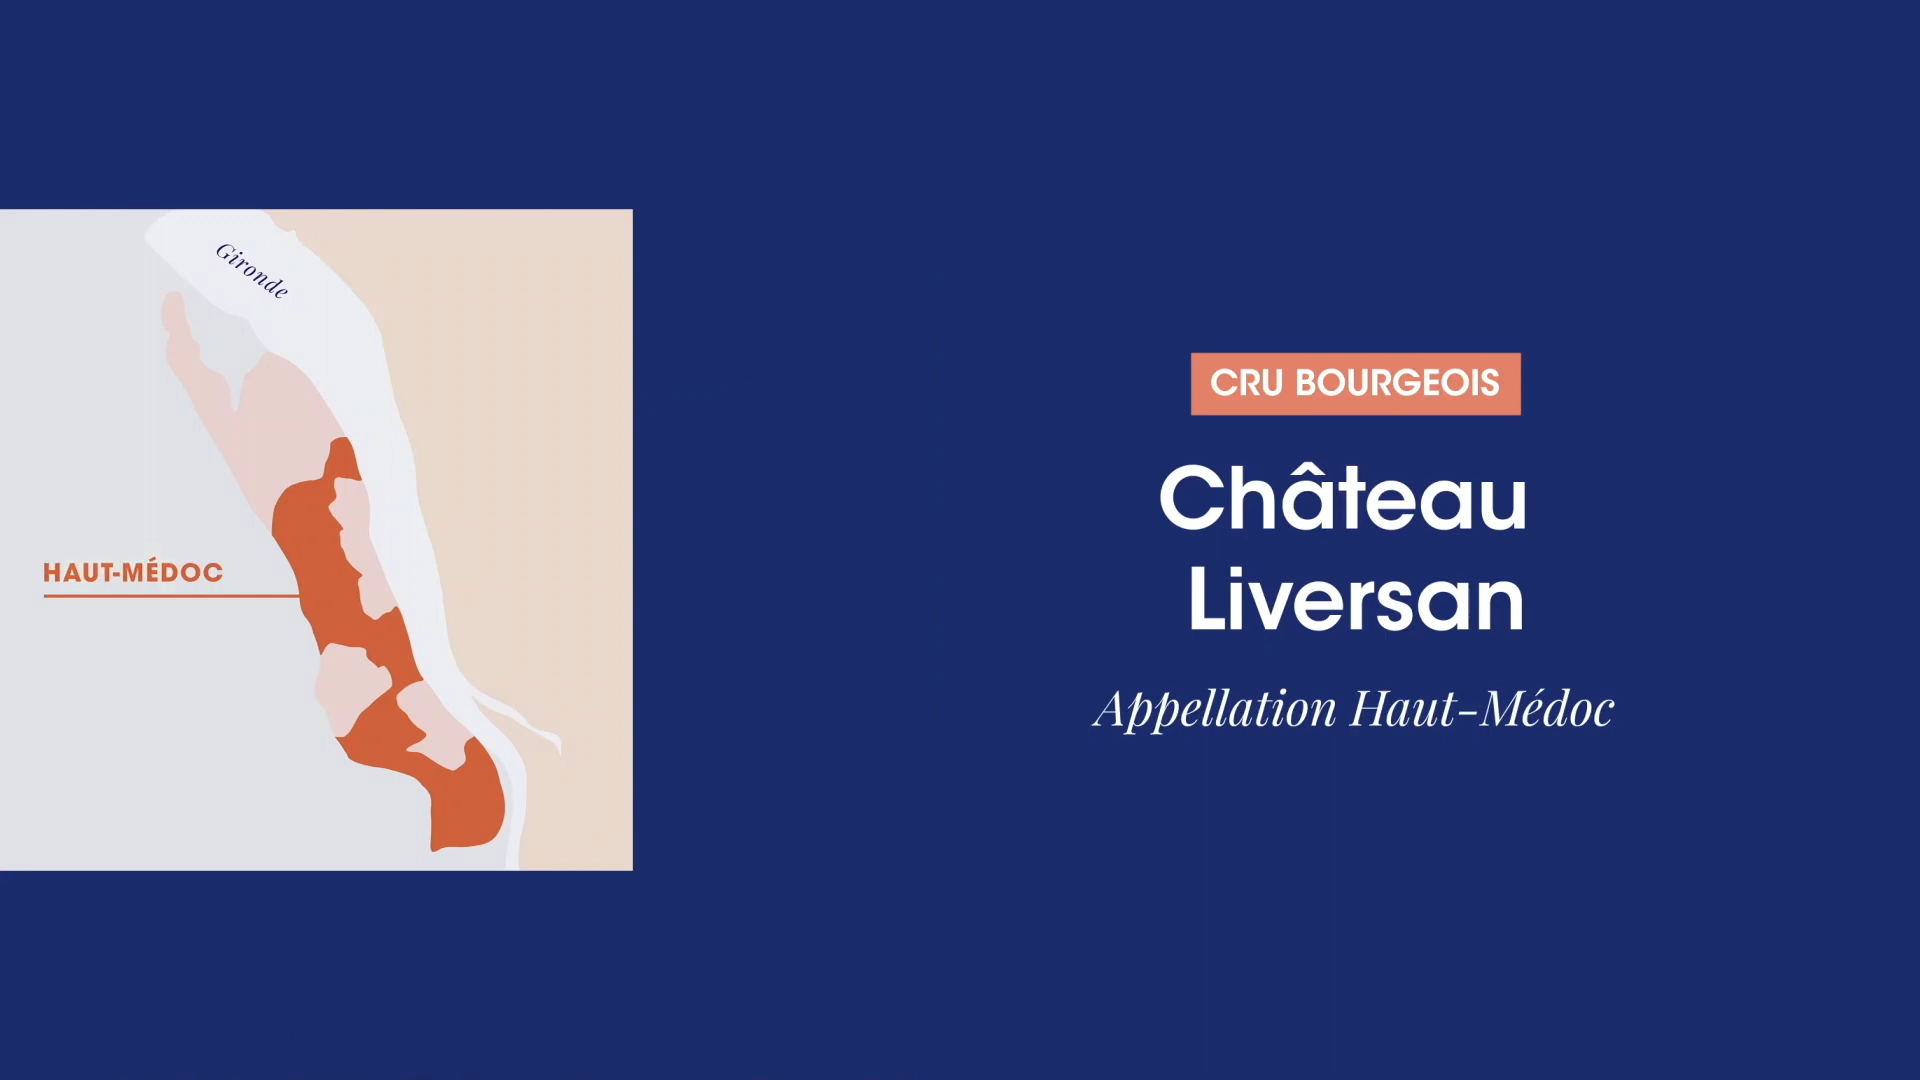 Gironde
HAUT-MÉDOC
CRU BOURGEOIS
Château
Liversan
Appellation Haut-Médoc